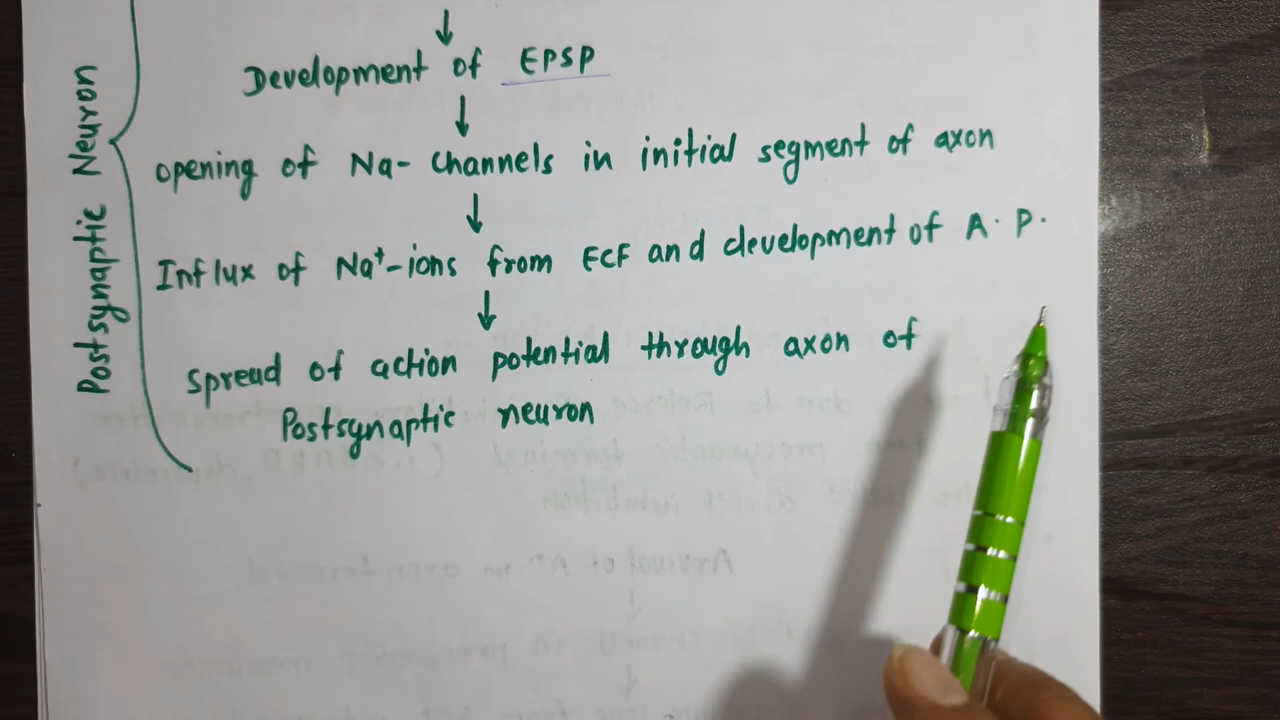 Postsynaptic Neuron
↓
Development of EPSP
↓
opening of Na- channels in initial segment of axon
↓
Influx of Na⁺-ions from ECF and development of A.P.
↓
Spread of action potential through axon of
Postsynaptic neuron